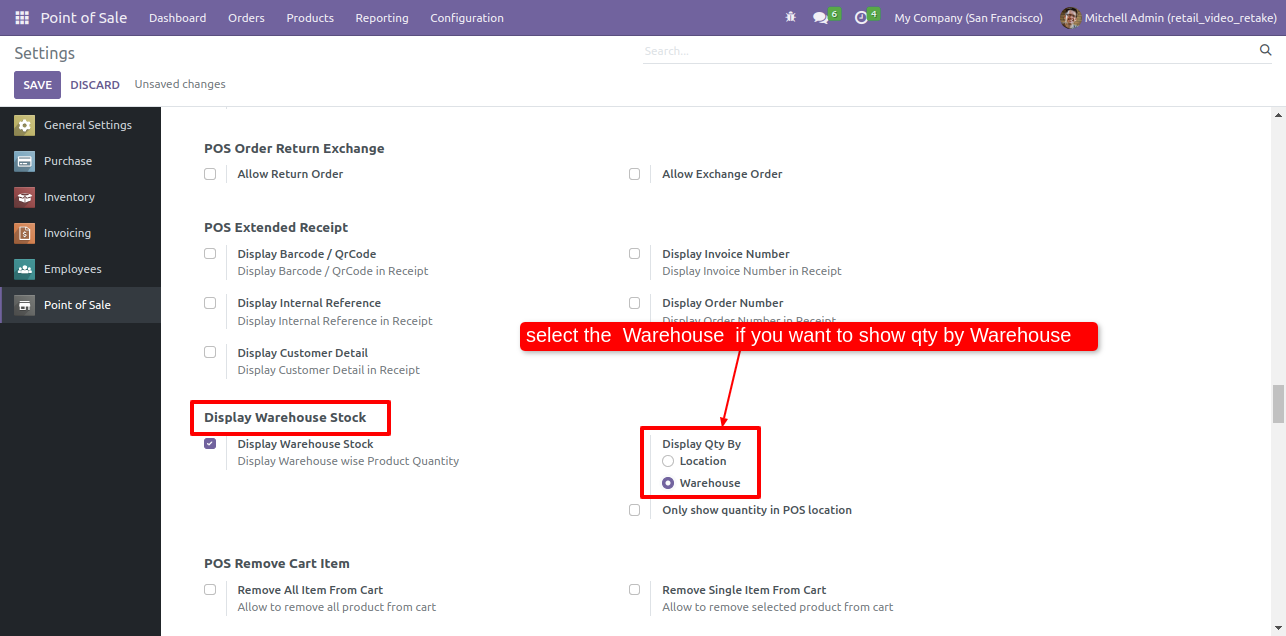 Point of Sale Dashboard Orders Products Reporting Configuration 6 4 My Company (San Francisco) Mitchell Admin (retail_video_retake)
Settings Search...
SAVE DISCARD Unsaved changes
General Settings
Purchase
Inventory
Invoicing
Employees
Point of Sale
POS Order Return Exchange
Allow Return Order Allow Exchange Order
POS Extended Receipt
Display Barcode / QrCode Display Invoice Number
Display Barcode / QrCode in Receipt Display Invoice Number in Receipt
Display Internal Reference Display Order Number
Display Internal Reference in Receipt Display Order Number in Receipt
select the Warehouse if you want to show qty by Warehouse
Display Customer Detail
Display Customer Detail in Receipt
Display Warehouse Stock
Display Warehouse Stock Display Qty By
Display Warehouse wise Product Quantity Location
Warehouse
Only show quantity in POS location
POS Remove Cart Item
Remove All Item From Cart Remove Single Item From Cart
Allow to remove all product from cart Allow to remove selected product from cart